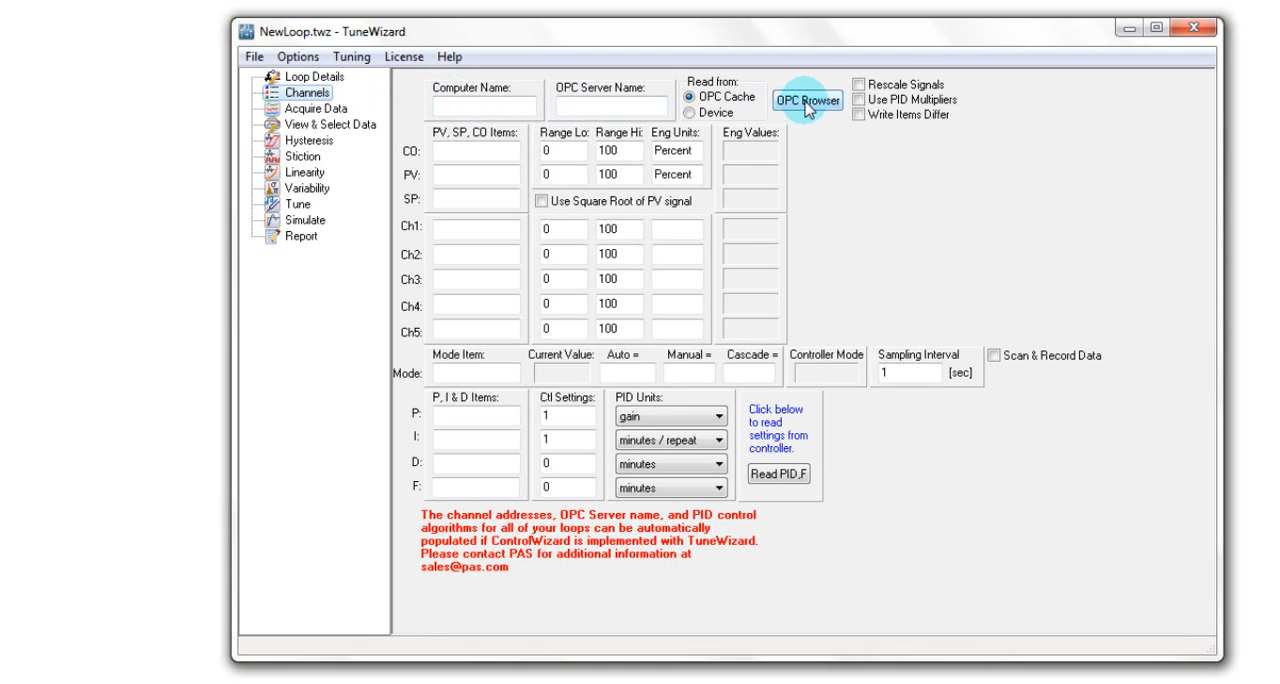 NewLoop.twz - TuneWizard
File Options Tuning License Help
Loop Details
Channels
Acquire Data
View & Select Data
Hysteresis
Stiction
Linearity
Variability
Tune
Simulate
Report
Computer Name: OPC Server Name: Read from:
OPC Cache
Device
OPC Browser
Rescale Signals
Use PID Multipliers
Write Items Differ
PV, SP, CO Items: Range Lo: Range Hi: Eng Units: Eng Values:
CO: 0 100 Percent
PV: 0 100 Percent
SP: Use Square Root of PV signal
Ch1: 0 100
Ch2: 0 100
Ch3: 0 100
Ch4: 0 100
Ch5: 0 100
Mode Item: Current Value: Auto = Manual = Cascade = Controller Mode Sampling Interval Scan & Record Data
Mode: 1 [sec]
P, I & D Items: Ctl Settings: PID Units:
P: 1 gain
I: 1 minutes / repeat
D: 0 minutes
F: 0 minutes
Click below
to read
settings from
controller.
Read PID,F
The channel addresses, OPC Server name, and PID control
algorithms for all of your loops can be automatically
populated if ControlWizard is implemented with TuneWizard.
Please contact PAS for additional information at
sales@pas.com